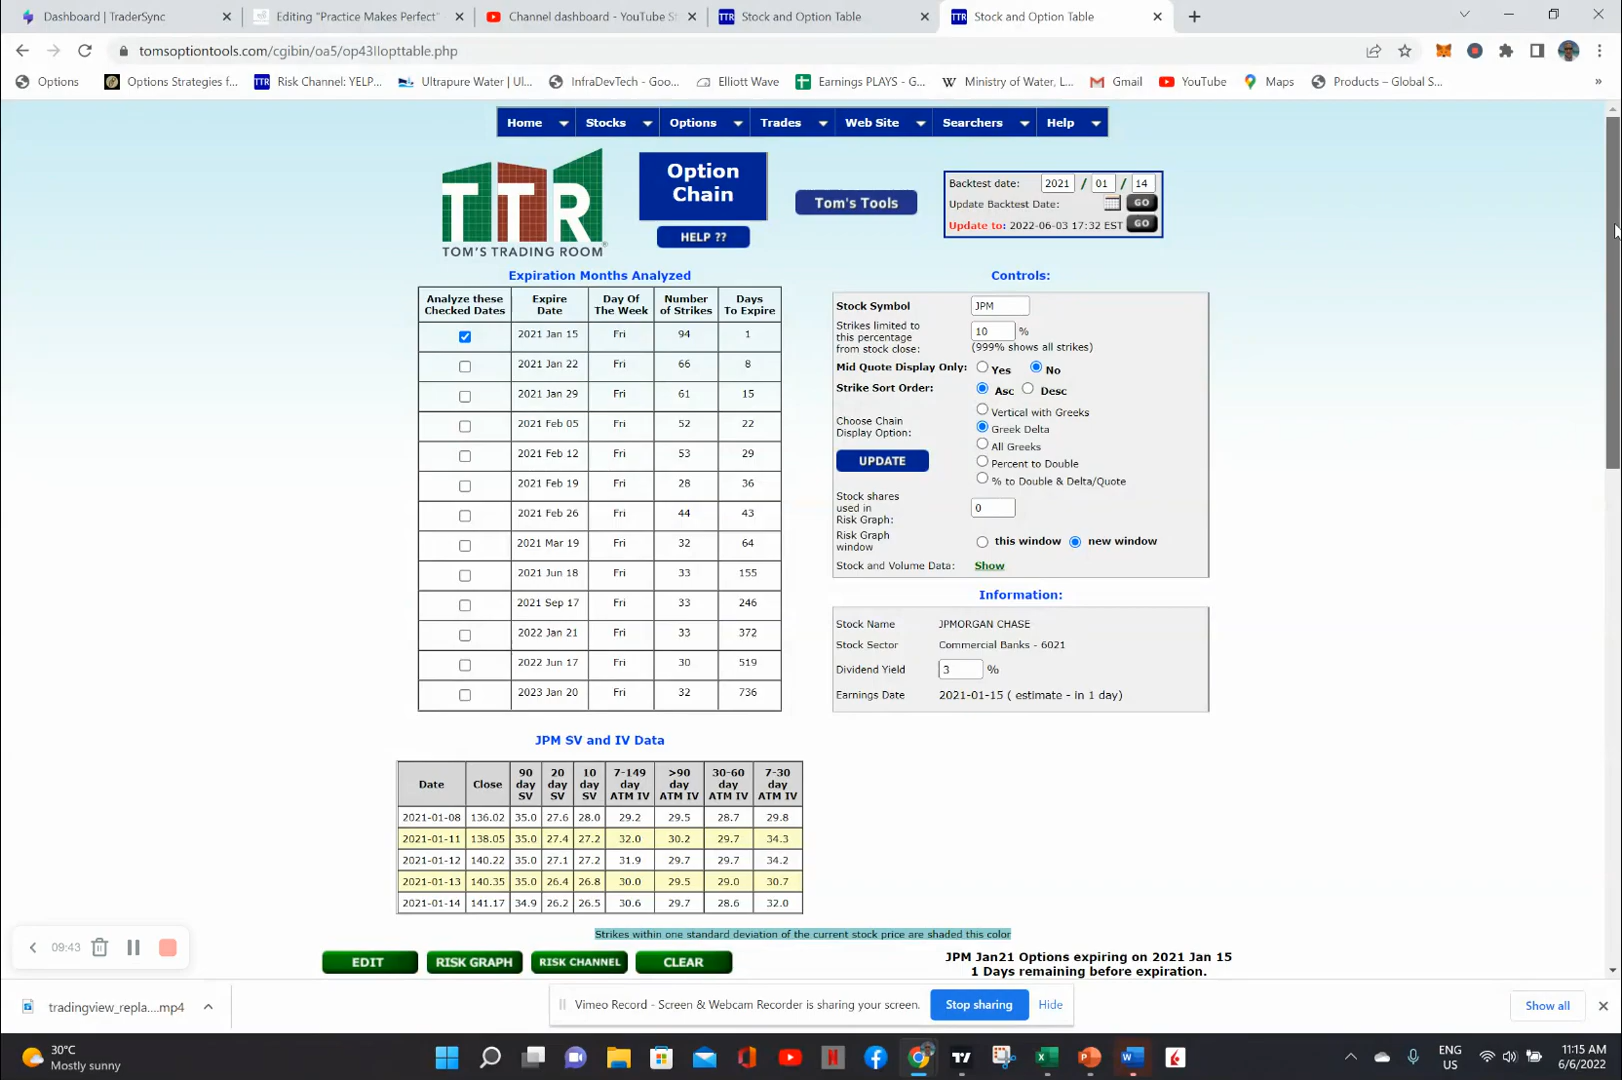 Dashboard | TraderSync
Editing "Practice Makes Perfect"
Channel dashboard - YouTube St
Stock and Option Table
Stock and Option Table
tomsoptiontools.com/cgibin/oa5/op43llopttable.php
Options
Options Strategies f...
Risk Channel: YELP...
Ultrapure Water | Ul...
InfraDevTech - Goo...
Elliott Wave
Earnings PLAYS - G...
Ministry of Water, L...
Gmail
YouTube
Maps
Products – Global S...
»
Home Stocks Options Trades Web Site Searchers Help
TTR
TOM'S TRADING ROOM
Option
Chain
HELP ??
Tom's Tools
Backtest date: 2021 / 01 / 14
Update Backtest Date: GO
Update to: 2022-06-03 17:32 EST GO
Expiration Months Analyzed
Analyze these Checked Dates Expire Date Day Of The Week Number of Strikes Days To Expire
2021 Jan 15 Fri 94 1
2021 Jan 22 Fri 66 8
2021 Jan 29 Fri 61 15
2021 Feb 05 Fri 52 22
2021 Feb 12 Fri 53 29
2021 Feb 19 Fri 28 36
2021 Feb 26 Fri 44 43
2021 Mar 19 Fri 32 64
2021 Jun 18 Fri 33 155
2021 Sep 17 Fri 33 246
2022 Jan 21 Fri 33 372
2022 Jun 17 Fri 30 519
2023 Jan 20 Fri 32 736
Controls:
Stock Symbol JPM
Strikes limited to
this percentage
from stock close:
10 %
(999% shows all strikes)
Mid Quote Display Only: Yes No
Strike Sort Order: Asc Desc
Choose Chain
Display Option:
Vertical with Greeks
Greek Delta
All Greeks
Percent to Double
% to Double & Delta/Quote
UPDATE
Stock shares
used in
Risk Graph:
0
Risk Graph
window
this window new window
Stock and Volume Data: Show
Information:
Stock Name JPMORGAN CHASE
Stock Sector Commercial Banks - 6021
Dividend Yield 3 %
Earnings Date 2021-01-15 ( estimate - in 1 day)
JPM SV and IV Data
Date Close 90 day SV 20 day SV 10 day SV 7-149 day ATM IV >90 day ATM IV 30-60 day ATM IV 7-30 day ATM IV
2021-01-08 136.02 35.0 27.6 28.0 29.2 29.5 28.7 29.8
2021-01-11 138.05 35.0 27.4 27.2 32.0 30.2 29.7 34.3
2021-01-12 140.22 35.0 27.1 27.2 31.9 29.7 29.7 34.2
2021-01-13 140.35 35.0 26.4 26.8 30.0 29.5 29.0 30.7
2021-01-14 141.17 34.9 26.2 26.5 30.6 29.7 28.6 32.0
Strikes within one standard deviation of the current stock price are shaded this color
EDIT RISK GRAPH RISK CHANNEL CLEAR
JPM Jan21 Options expiring on 2021 Jan 15
1 Days remaining before expiration.
09:43
tradingview_repla....mp4
Vimeo Record - Screen & Webcam Recorder is sharing your screen.
Stop sharing
Hide
Show all
30°C
Mostly sunny
ENG
US
11:15 AM
6/6/2022